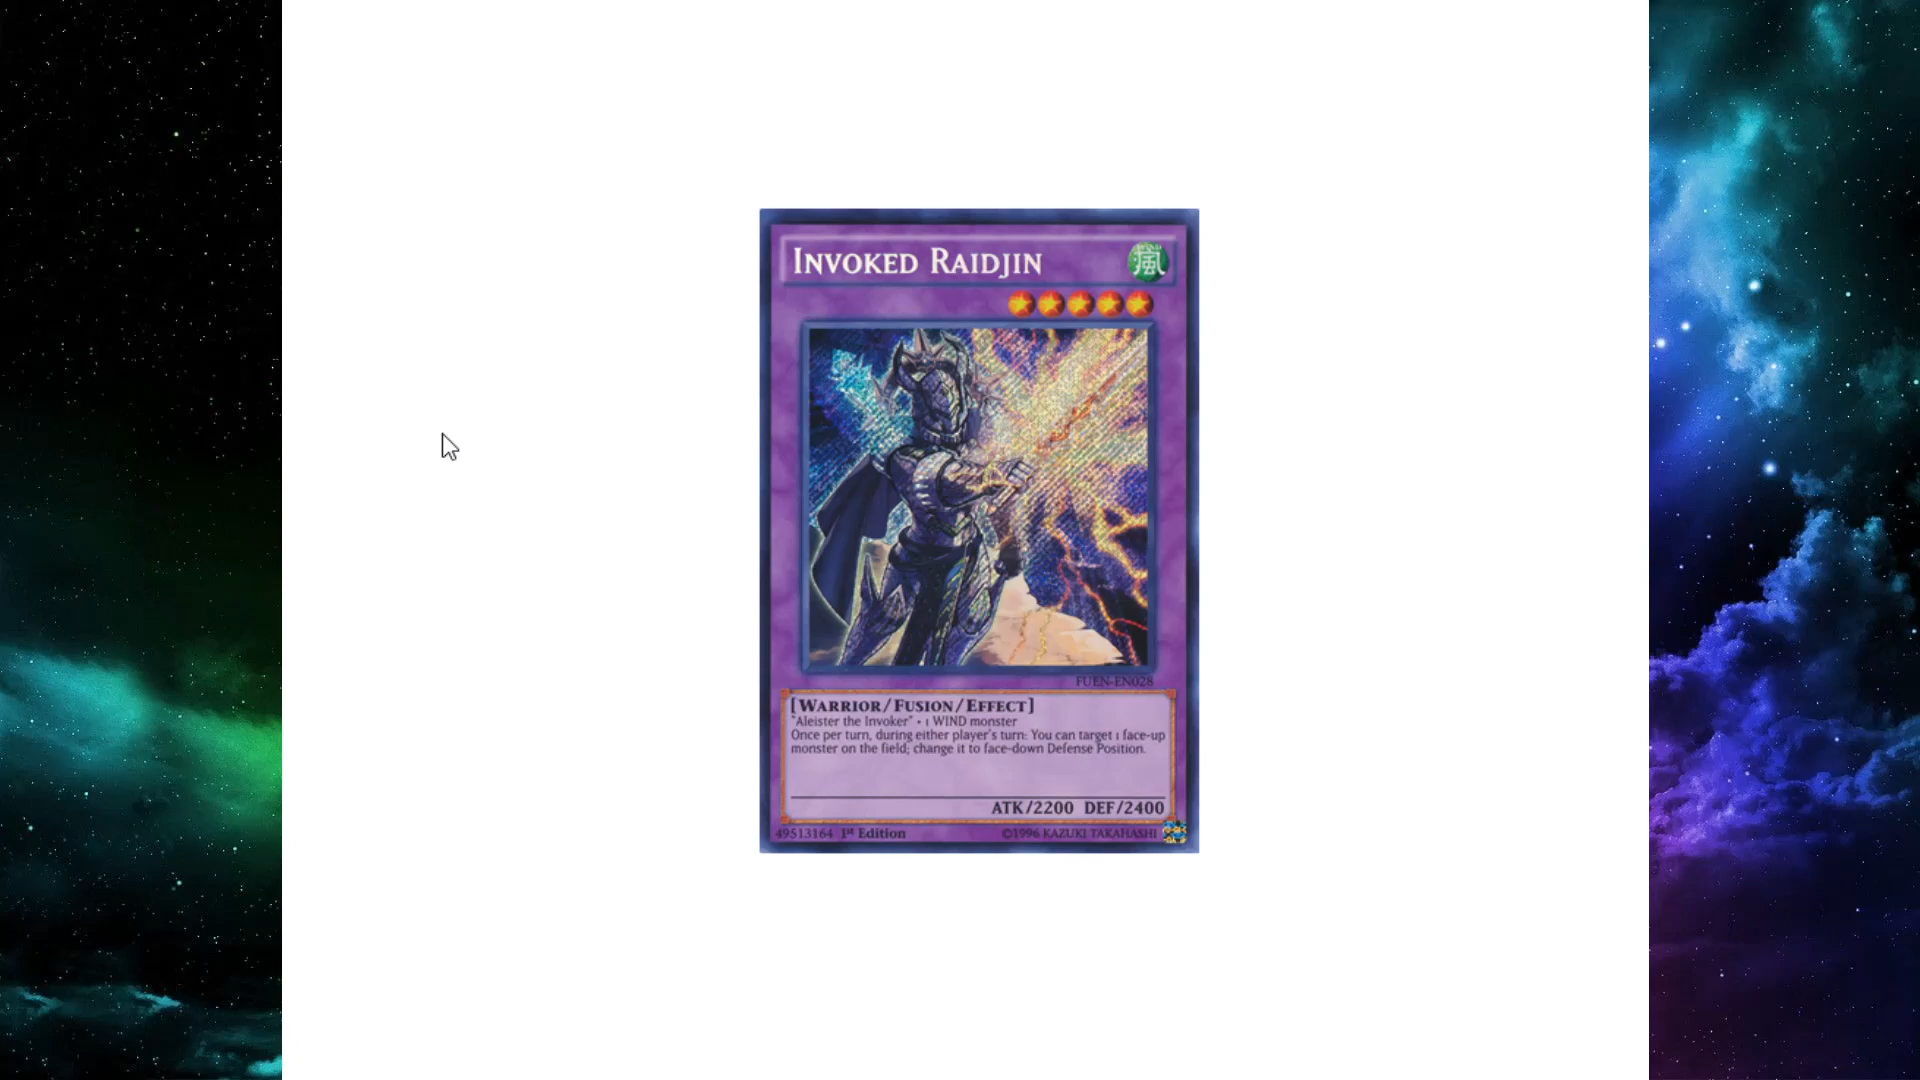 INVOKED RAIDJIN
WIND
風
FUEN-EN028
[WARRIOR/FUSION/EFFECT]
"Aleister the Invoker" + 1 WIND monster
Once per turn, during either player's turn: You can target 1 face-up
monster on the field; change it to face-down Defense Position.
ATK/2200 DEF/2400
49513164 1st Edition ©1996 KAZUKI TAKAHASHI